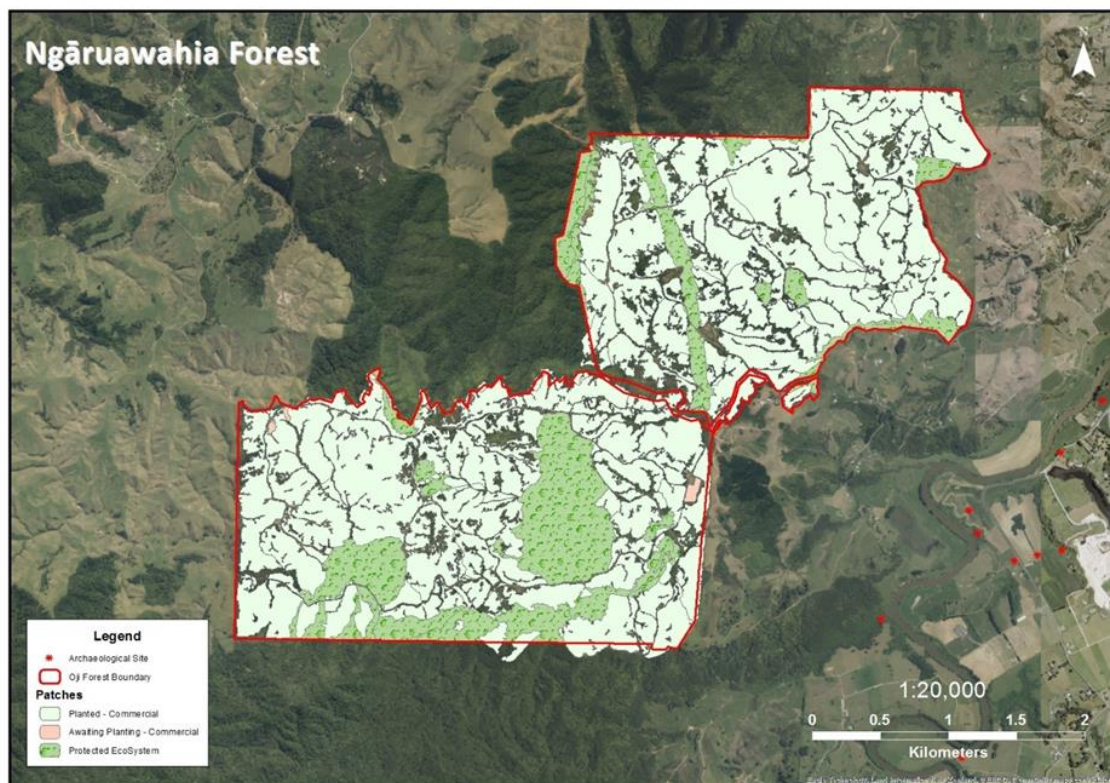 Ngāruawahia Forest
N
Legend
Archaeological Site
Oji Forest Boundary
Patches
Planted - Commercial
Awaiting Planting - Commercial
Protected EcoSystem
1:20,000
0 0.5 1 1.5 2
Kilometers